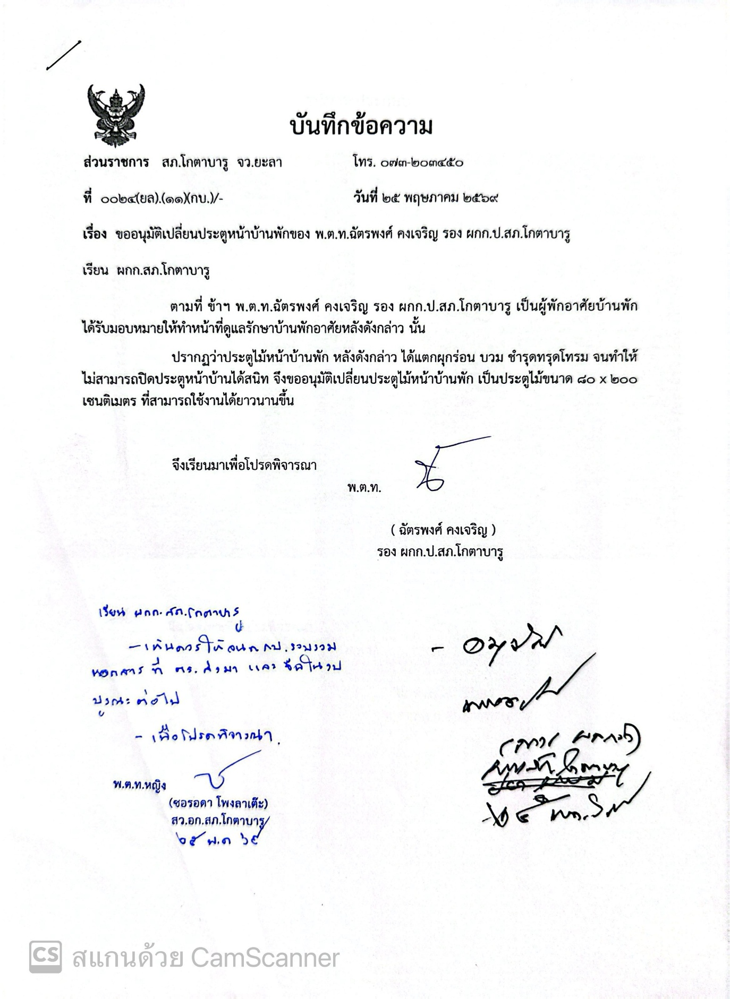 บันทึกข้อความ
ส่วนราชการ สภ.โกตาบารู จว.ยะลา โทร. ๐๗๓-๒๐๓๔๕๐
ที่ ๐๐๒๔(ยล).(๑๑)(กบ.)/- วันที่ ๒๕ พฤษภาคม ๒๕๖๙
เรื่อง ขออนุมัติเปลี่ยนประตูหน้าบ้านพักของ พ.ต.ท.ฉัตรพงศ์ คงเจริญ รอง ผกก.ป.สภ.โกตาบารู
เรียน ผกก.สภ.โกตาบารู
ตามที่ ข้าฯ พ.ต.ท.ฉัตรพงศ์ คงเจริญ รอง ผกก.ป.สภ.โกตาบารู เป็นผู้พักอาศัยบ้านพัก
ได้รับมอบหมายให้ทำหน้าที่ดูแลรักษาบ้านพักอาศัยหลังดังกล่าว นั้น
ปรากฏว่าประตูไม้หน้าบ้านพัก หลังดังกล่าว ได้แตกผุกร่อน บวม ชำรุดทรุดโทรม จนทำให้
ไม่สามารถปิดประตูหน้าบ้านได้สนิท จึงขออนุมัติเปลี่ยนประตูไม้หน้าบ้านพัก เป็นประตูไม้ขนาด ๘๐ x ๒๐๐
เซนติเมตร ที่สามารถใช้งานได้ยาวนานขึ้น
จึงเรียนมาเพื่อโปรดพิจารณา
พ.ต.ท.
( ฉัตรพงศ์ คงเจริญ )
รอง ผกก.ป.สภ.โกตาบารู
เรียน ผกก.สภ.โกตาบารู
- เห็นควรให้ รวบรวม
เอกสาร ที่ ตร. ส่งมา และ
บูรณะ ต่อไป
- เพื่อโปรดพิจารณา
- อนุมัติ
พ.ต.ท.หญิง
(ซอรอดา โพงลาเต๊ะ)
สว.อก.สภ.โกตาบารู
๒๕ พ.ค ๖๙
CS สแกนด้วย CamScanner